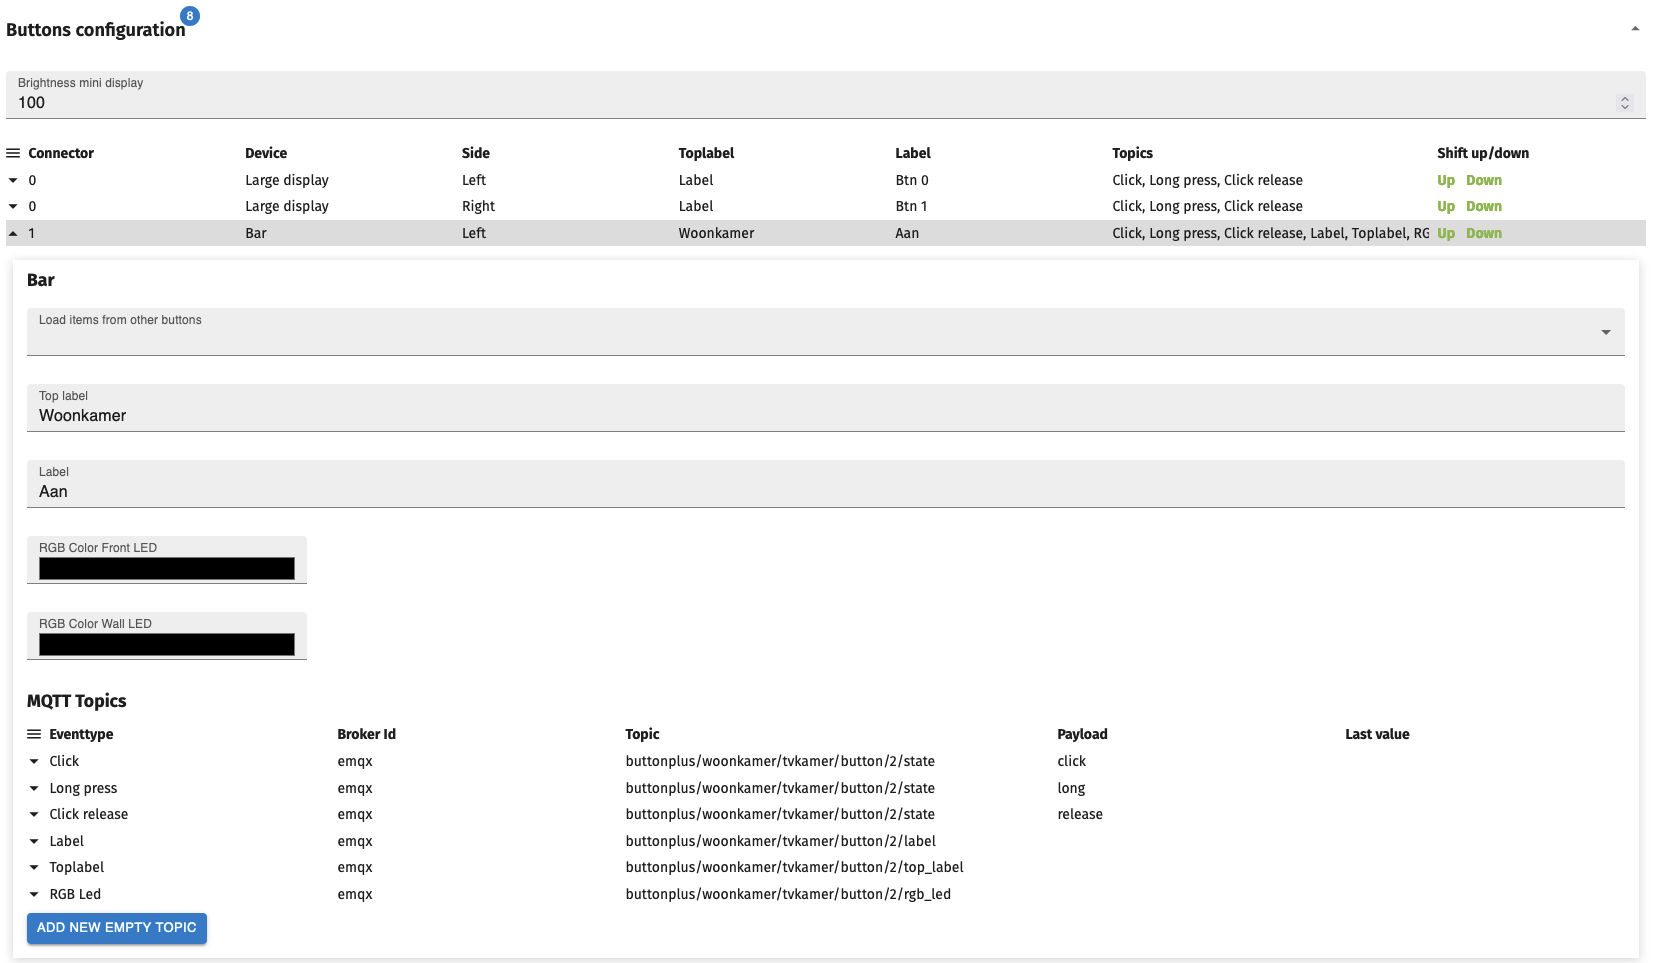 Buttons configuration 8
Brightness mini display
100
Connector Device Side Toplabel Label Topics Shift up/down
0 Large display Left Label Btn 0 Click, Long press, Click release Up Down
0 Large display Right Label Btn 1 Click, Long press, Click release Up Down
1 Bar Left Woonkamer Aan Click, Long press, Click release, Label, Toplabel, RG Up Down
Bar
Load items from other buttons
Top label
Woonkamer
Label
Aan
RGB Color Front LED
RGB Color Wall LED
MQTT Topics
Eventtype Broker Id Topic Payload Last value
Click emqx buttonplus/woonkamer/tvkamer/button/2/state click
Long press emqx buttonplus/woonkamer/tvkamer/button/2/state long
Click release emqx buttonplus/woonkamer/tvkamer/button/2/state release
Label emqx buttonplus/woonkamer/tvkamer/button/2/label
Toplabel emqx buttonplus/woonkamer/tvkamer/button/2/top_label
RGB Led emqx buttonplus/woonkamer/tvkamer/button/2/rgb_led
ADD NEW EMPTY TOPIC